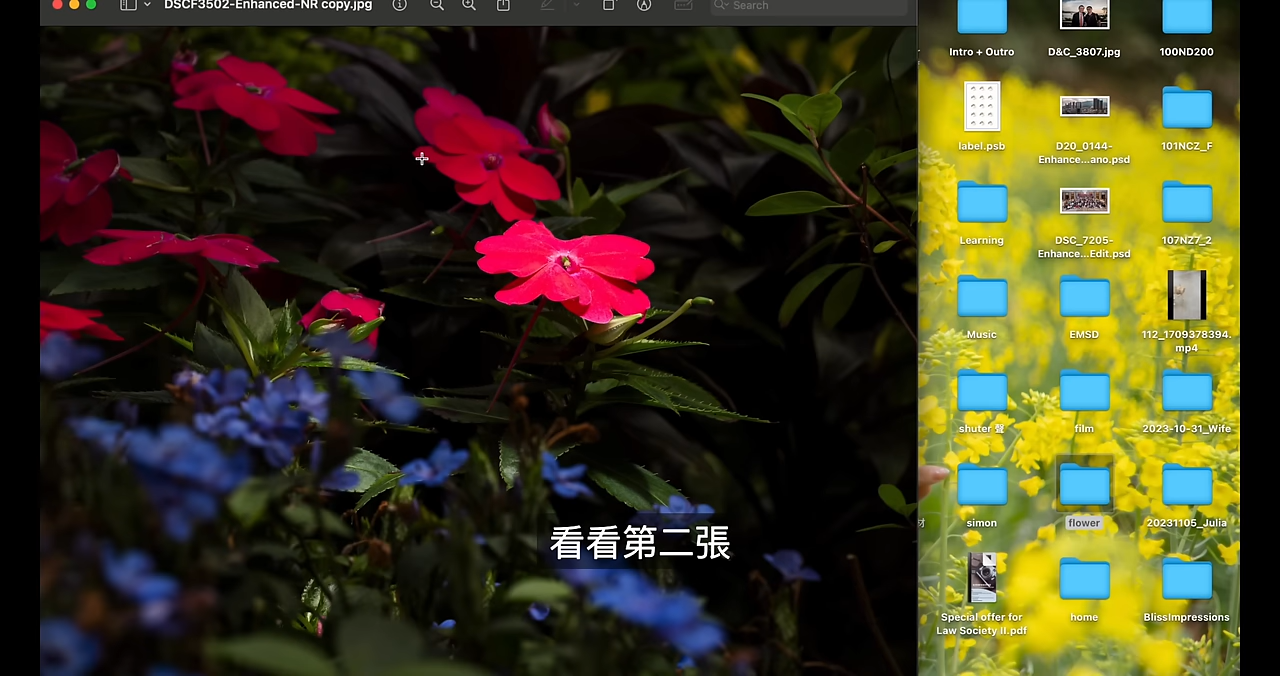 DSCF3502-Enhanced-NR copy.jpg
Search
Intro + Outro
D&C_3807.jpg
100ND200
label.psb
D20_0144-
Enhance...ano.psd
101NCZ_F
Learning
DSC_7205-
Enhance...Edit.psd
107NZ7_2
Music
EMSD
112_1709378394.
mp4
shuter 聲
film
2023-10-31_Wife
simon
flower
20231105_Julia
看看第二張
Special offer for
Law Society II.pdf
home
BlissImpressions